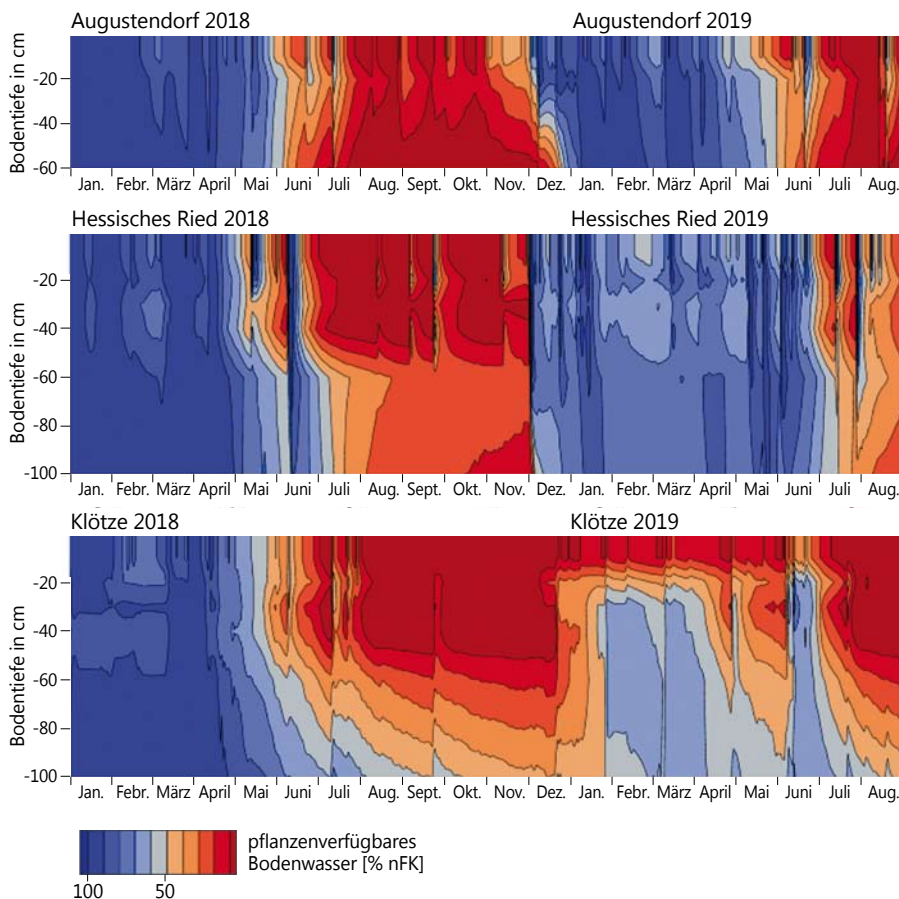 Augustendorf 2018 Augustendorf 2019
Bodentiefe in cm
-20
-40
-60
Jan. Febr. März April Mai Juni Juli Aug. Sept. Okt. Nov. Dez. Jan. Febr. März April Mai Juni Juli Aug.
Hessisches Ried 2018 Hessisches Ried 2019
Bodentiefe in cm
-20
-40
-60
-80
-100
Jan. Febr. März April Mai Juni Juli Aug. Sept. Okt. Nov. Dez. Jan. Febr. März April Mai Juni Juli Aug.
Klötze 2018 Klötze 2019
Bodentiefe in cm
-20
-40
-60
-80
-100
Jan. Febr. März April Mai Juni Juli Aug. Sept. Okt. Nov. Dez. Jan. Febr. März April Mai Juni Juli Aug.
pflanzenverfügbares
Bodenwasser [% nFK]
100 50